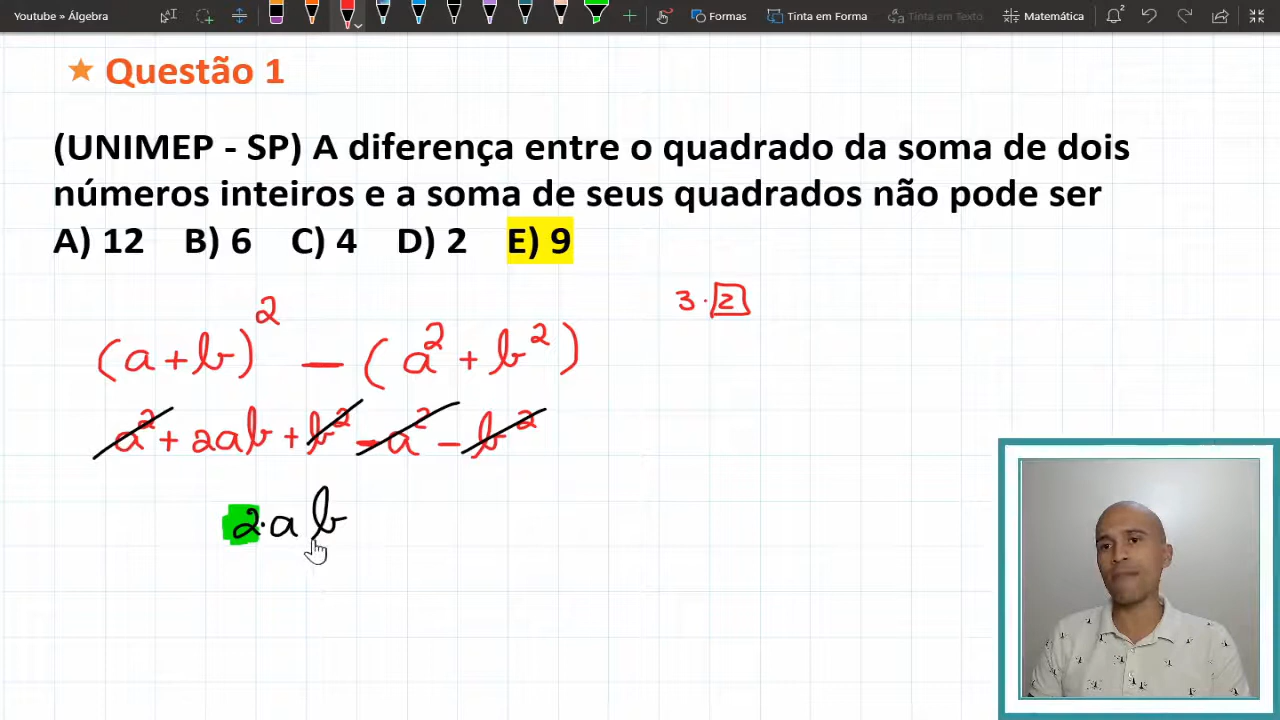 Youtube » Álgebra Formas Tinta em Forma Tinta em Texto Matemática 2
Questão 1
(UNIMEP - SP) A diferença entre o quadrado da soma de dois
números inteiros e a soma de seus quadrados não pode ser
A) 12 B) 6 C) 4 D) 2 E) 9
3 · 2
(a + b)² — (a² + b²)
a² + 2ab + b² - a² - b²
2·ab